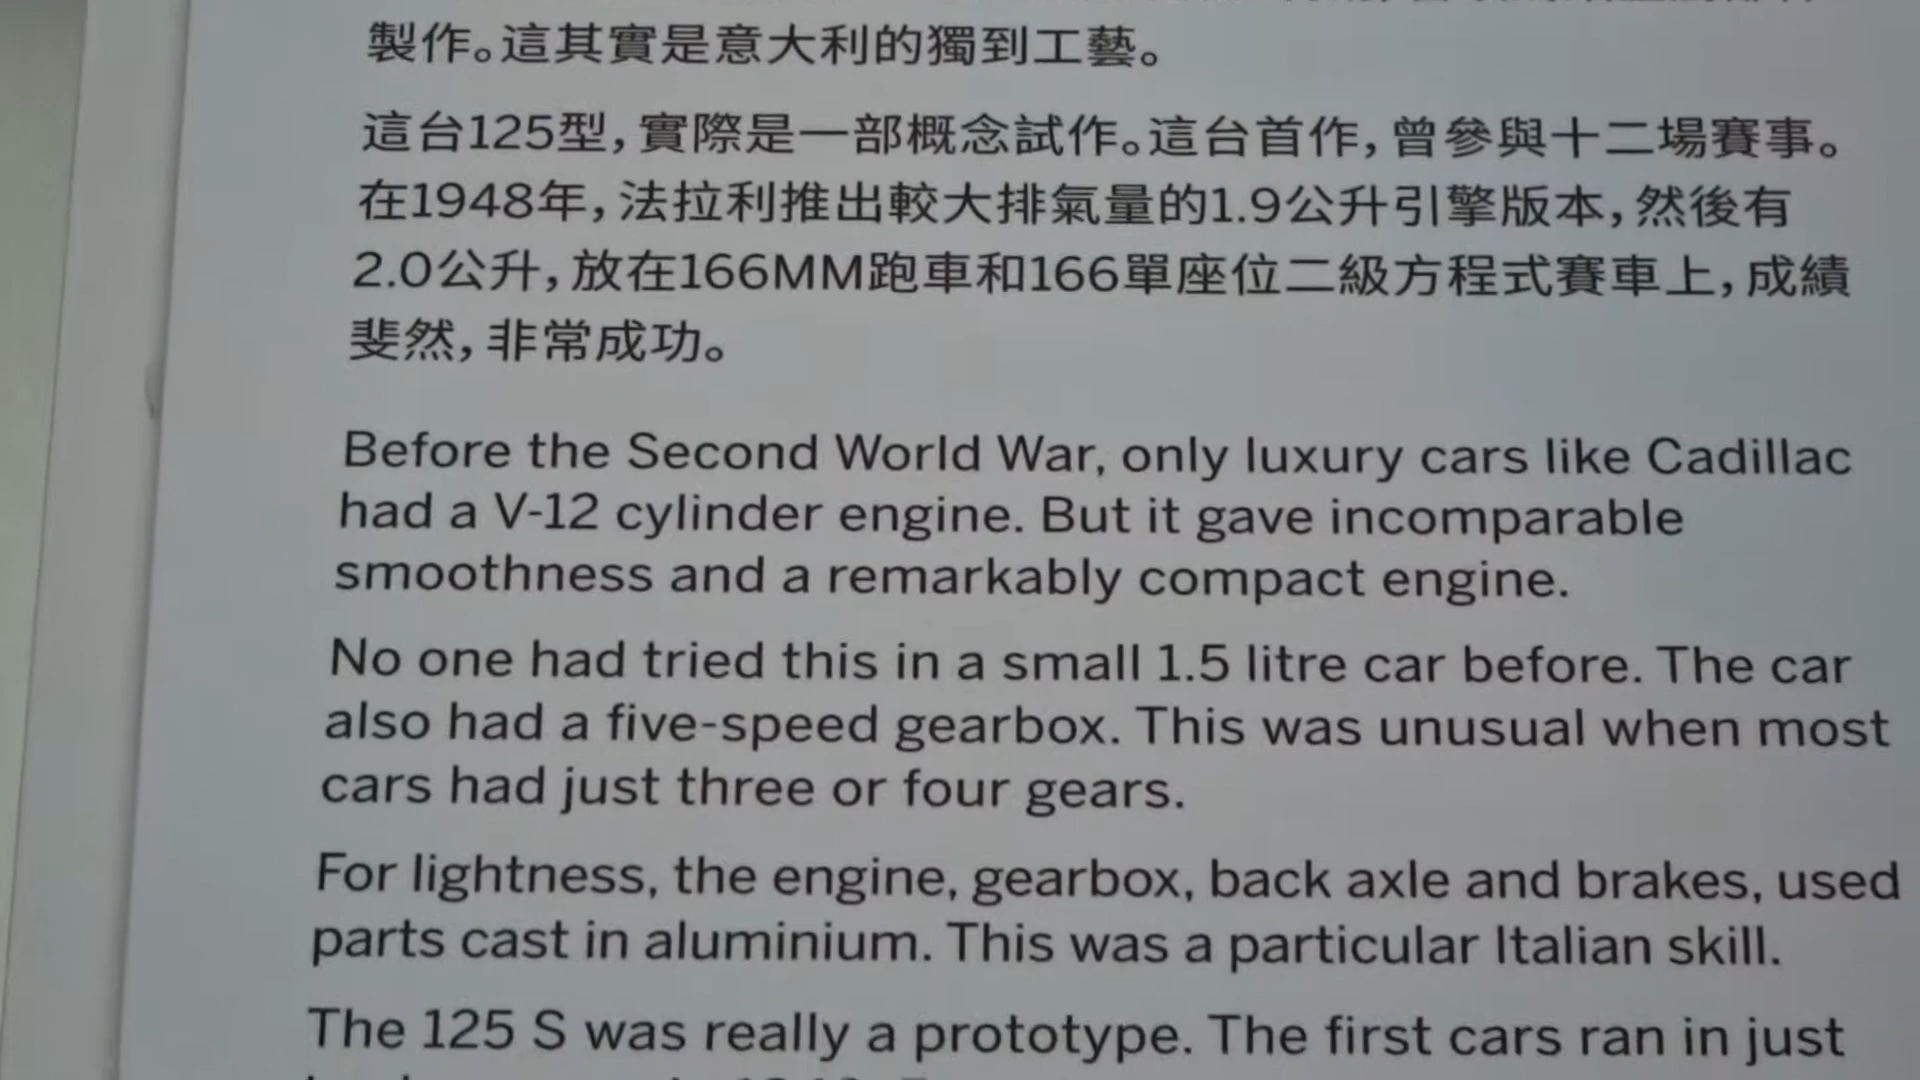 製作。這其實是意大利的獨到工藝。
這台125型，實際是一部概念試作。這台首作，曾參與十二場賽事。
在1948年，法拉利推出較大排氣量的1.9公升引擎版本，然後有
2.0公升，放在166MM跑車和166單座位二級方程式賽車上，成績
斐然，非常成功。
Before the Second World War, only luxury cars like Cadillac
had a V-12 cylinder engine. But it gave incomparable
smoothness and a remarkably compact engine.
No one had tried this in a small 1.5 litre car before. The car
also had a five-speed gearbox. This was unusual when most
cars had just three or four gears.
For lightness, the engine, gearbox, back axle and brakes, used
parts cast in aluminium. This was a particular Italian skill.
The 125 S was really a prototype. The first cars ran in just